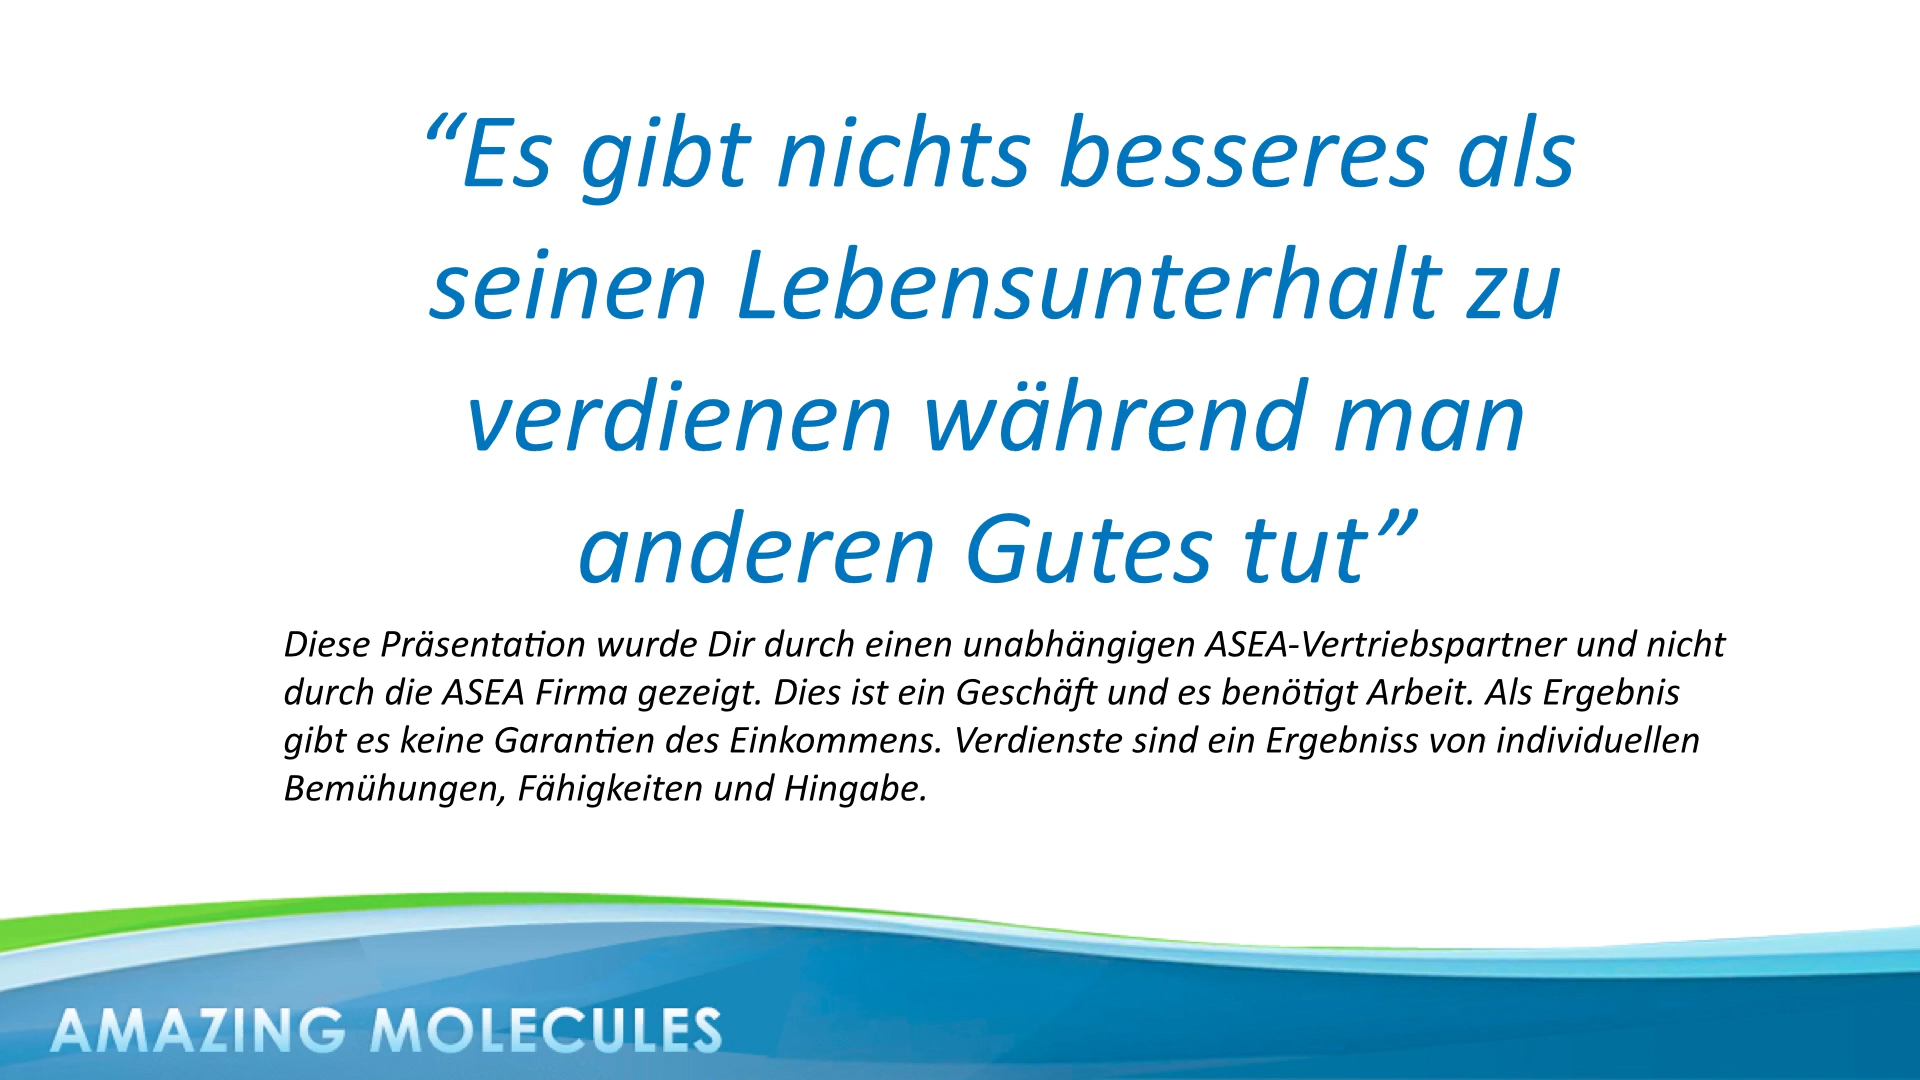 “Es gibt nichts besseres als
seinen Lebensunterhalt zu
verdienen während man
anderen Gutes tut”
Diese Präsentation wurde Dir durch einen unabhängigen ASEA-Vertriebspartner und nicht
durch die ASEA Firma gezeigt. Dies ist ein Geschäft und es benötigt Arbeit. Als Ergebnis
gibt es keine Garantien des Einkommens. Verdienste sind ein Ergebniss von individuellen
Bemühungen, Fähigkeiten und Hingabe.
AMAZING MOLECULES